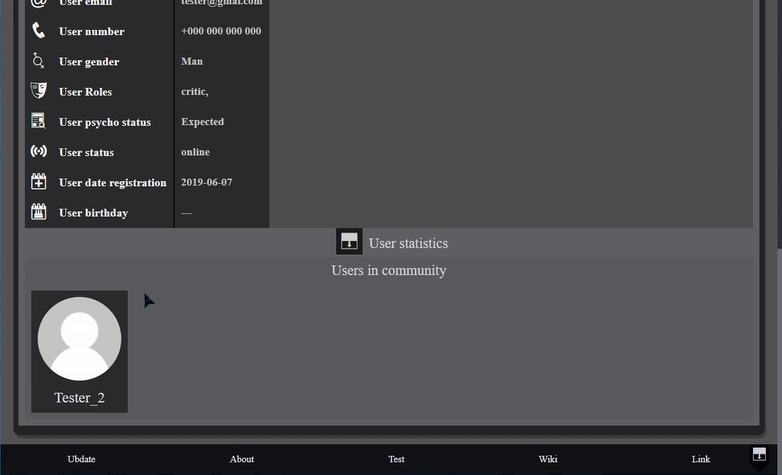 User email tester@gmai.com
User number +000 000 000 000
User gender Man
User Roles critic,
User psycho status Expected
User status online
User date registration 2019-06-07
User birthday ---
User statistics
Users in community
Tester_2
Ubdate About Test Wiki Link